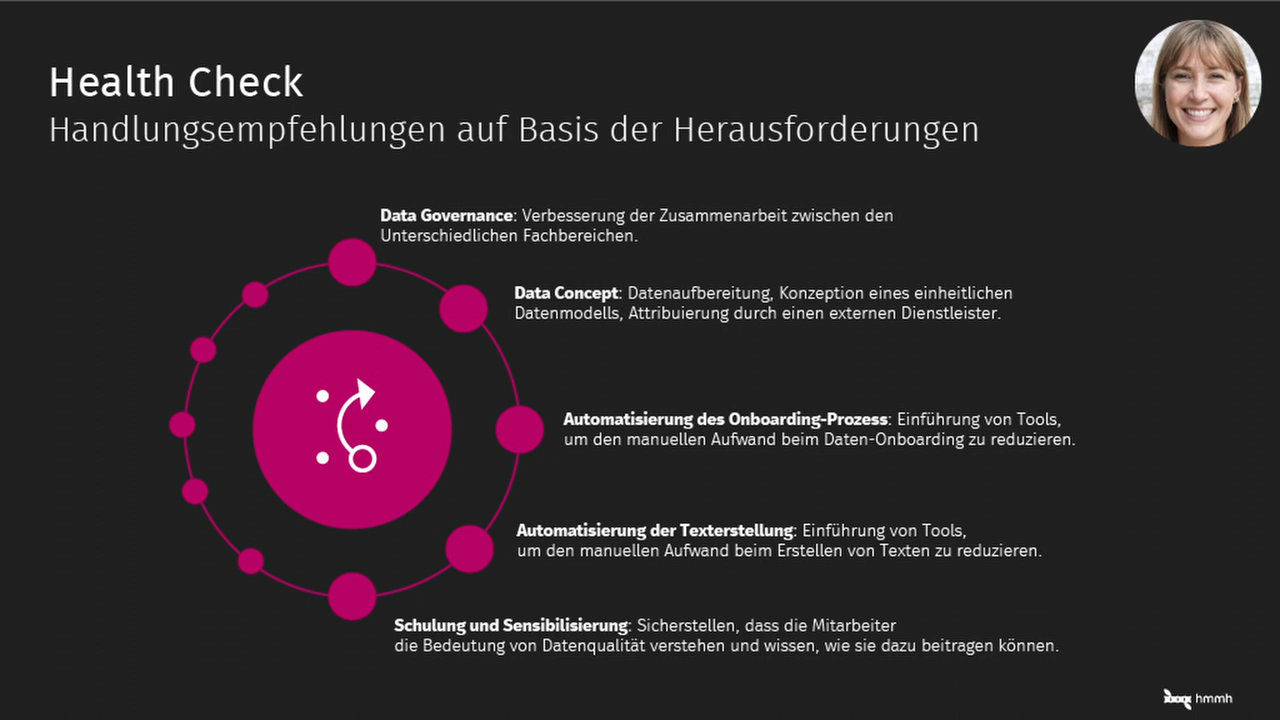 Health Check
Handlungsempfehlungen auf Basis der Herausforderungen
Data Governance: Verbesserung der Zusammenarbeit zwischen den
Unterschiedlichen Fachbereichen.
Data Concept: Datenaufbereitung, Konzeption eines einheitlichen
Datenmodells, Attribuierung durch einen externen Dienstleister.
Automatisierung des Onboarding-Prozess: Einführung von Tools,
um den manuellen Aufwand beim Daten-Onboarding zu reduzieren.
Automatisierung der Texterstellung: Einführung von Tools,
um den manuellen Aufwand beim Erstellen von Texten zu reduzieren.
Schulung und Sensibilisierung: Sicherstellen, dass die Mitarbeiter
die Bedeutung von Datenqualität verstehen und wissen, wie sie dazu beitragen können.
hmmh